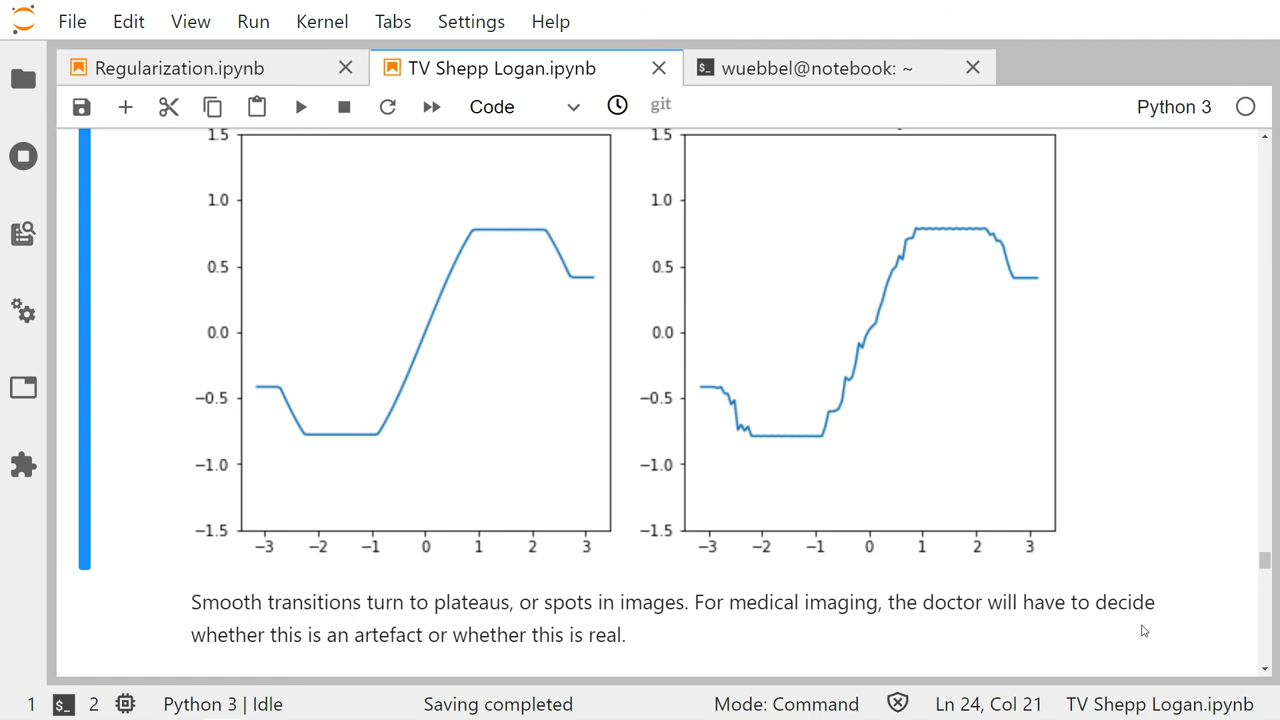 File Edit View Run Kernel Tabs Settings Help
Regularization.ipynb TV Shepp Logan.ipynb $_ wuebbel@notebook: ~
Code git Python 3
1.5 1.5
1.0 1.0
0.5 0.5
0.0 0.0
−0.5 −0.5
−1.0 −1.0
−1.5 −1.5
−3 −2 −1 0 1 2 3 −3 −2 −1 0 1 2 3
Smooth transitions turn to plateaus, or spots in images. For medical imaging, the doctor will have to decide
whether this is an artefact or whether this is real.
1 $_ 2 Python 3 | Idle Saving completed Mode: Command Ln 24, Col 21 TV Shepp Logan.ipynb